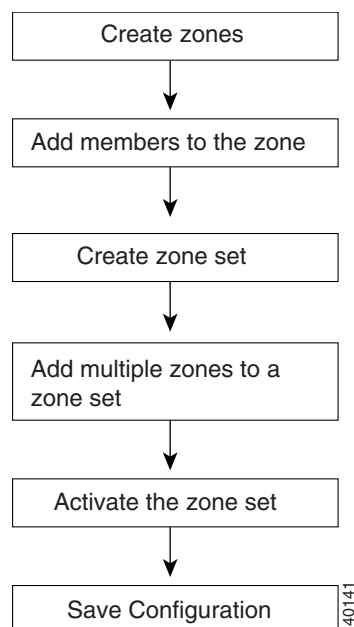 Create zones
Add members to the zone
Create zone set
Add multiple zones to a
zone set
Activate the zone set
Save Configuration
40141